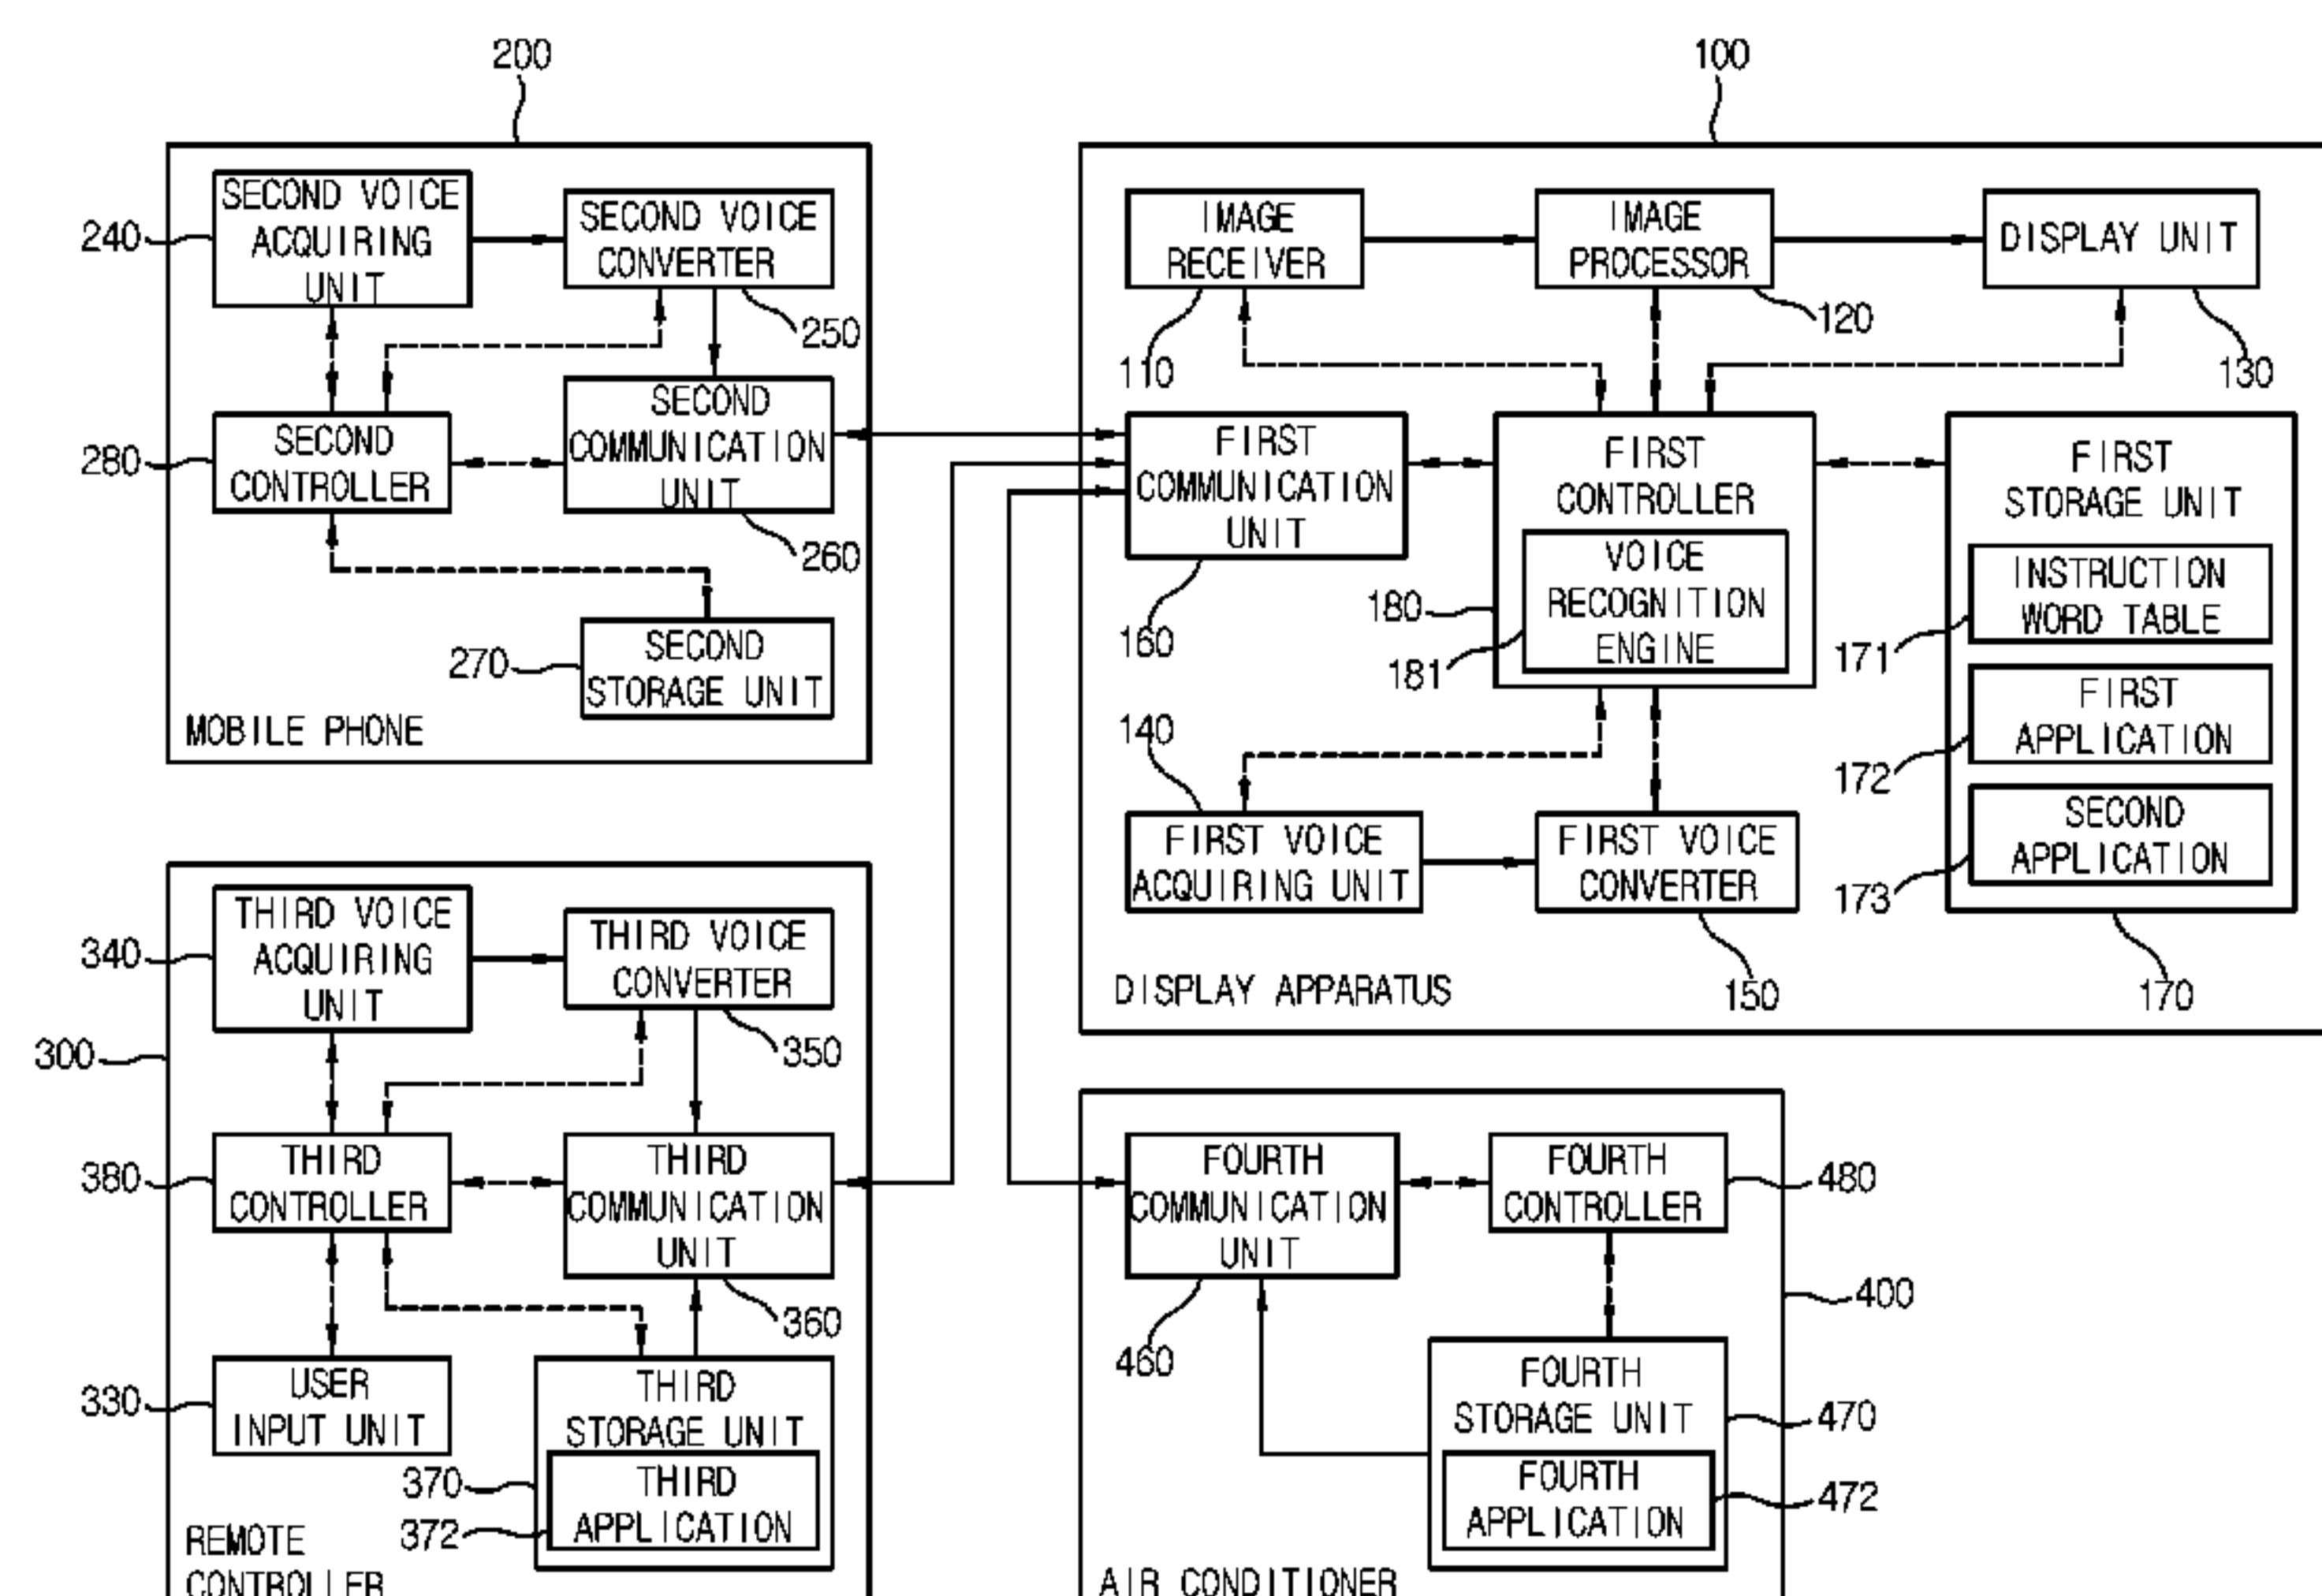 200
SECOND VOICE
ACQUIRING
UNIT
240
SECOND VOICE
CONVERTER
250
SECOND
CONTROLLER
280
SECOND
COMMUNICATION
UNIT
260
SECOND
STORAGE UNIT
270
MOBILE PHONE
100
IMAGE
RECEIVER
110
IMAGE
PROCESSOR
120
DISPLAY UNIT
130
FIRST
COMMUNICATION
UNIT
160
FIRST
CONTROLLER
VOICE
RECOGNITION
ENGINE
180
181
FIRST
STORAGE UNIT
INSTRUCTION
WORD TABLE
171
FIRST
APPLICATION
172
SECOND
APPLICATION
173
140
FIRST VOICE
ACQUIRING UNIT
FIRST VOICE
CONVERTER
150
170
DISPLAY APPARATUS
300
THIRD VOICE
ACQUIRING
UNIT
340
THIRD VOICE
CONVERTER
350
THIRD
CONTROLLER
380
THIRD
COMMUNICATION
UNIT
360
USER
INPUT UNIT
330
THIRD
STORAGE UNIT
370
THIRD
APPLICATION
372
REMOTE
CONTROLLER
FOURTH
COMMUNICATION
UNIT
460
FOURTH
CONTROLLER
480
400
FOURTH
STORAGE UNIT
470
FOURTH
APPLICATION
472
AIR CONDITIONER